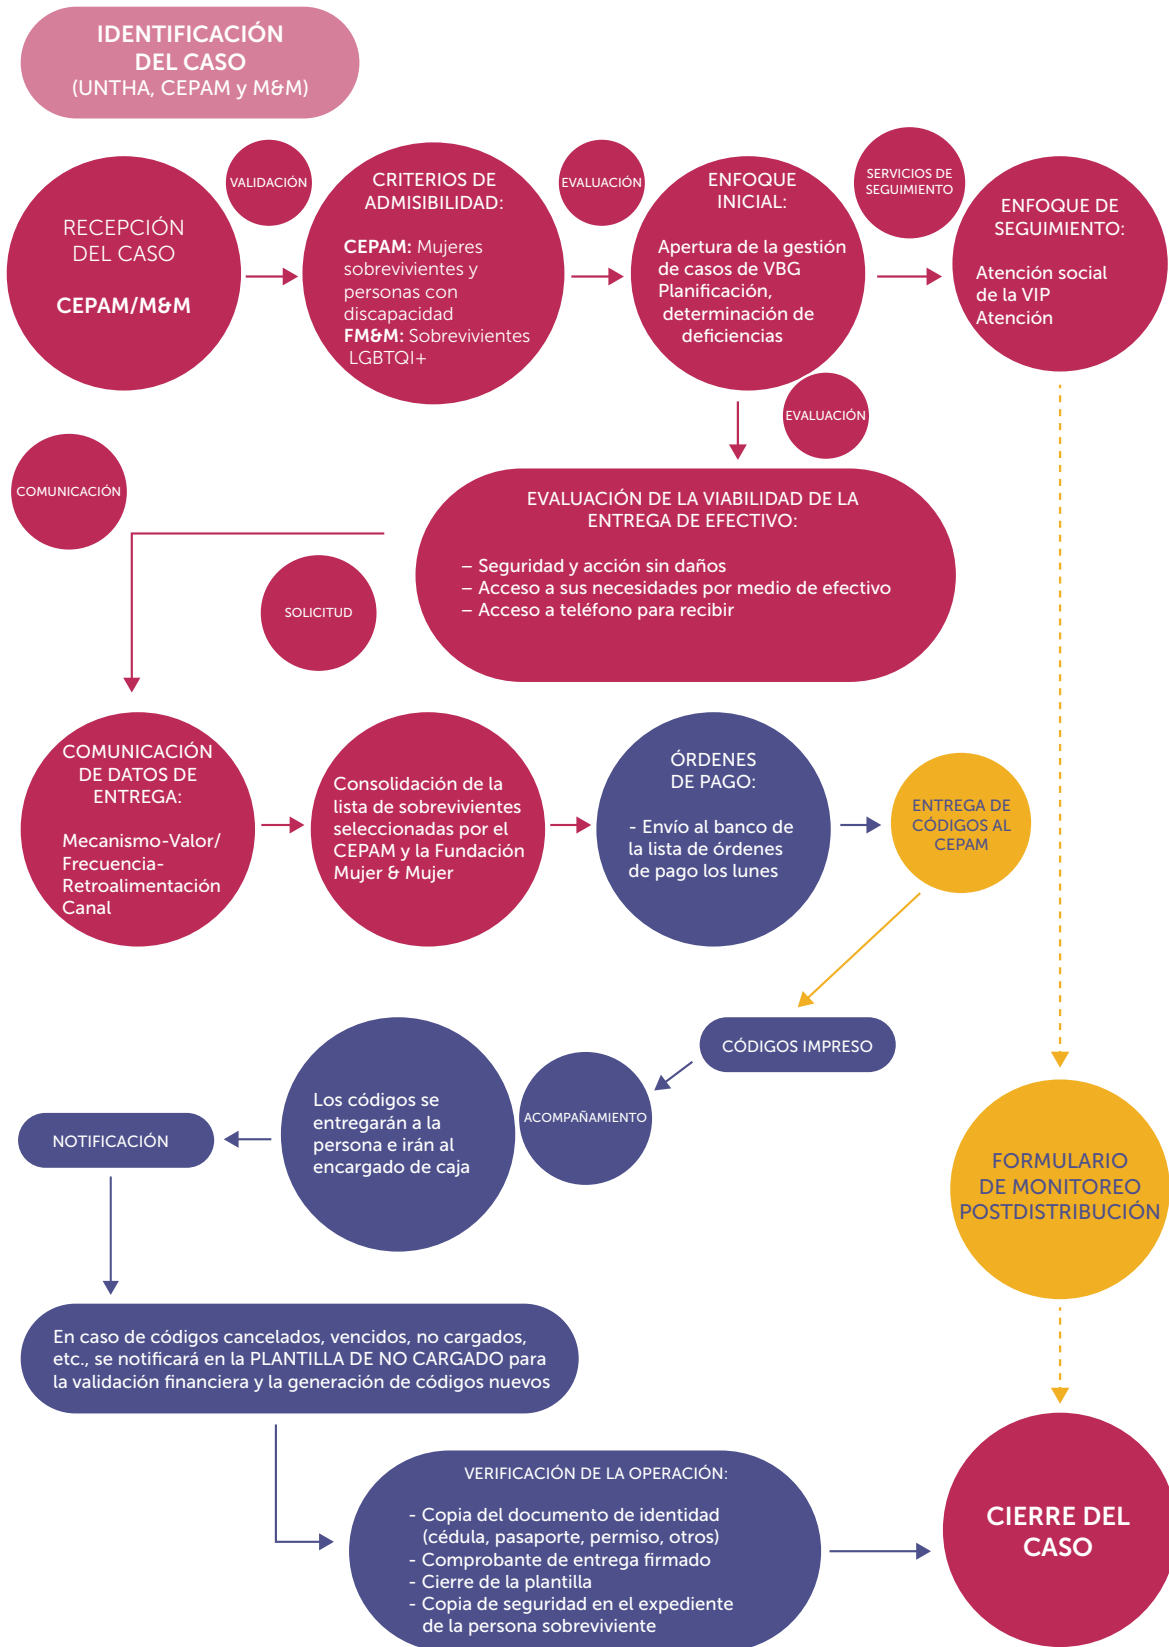 IDENTIFICACIÓN
DEL CASO
(UNTHA, CEPAM y M&M)
RECEPCIÓN
DEL CASO
CEPAM/M&M
VALIDACIÓN
CRITERIOS DE
ADMISIBILIDAD:
CEPAM: Mujeres
sobrevivientes y
personas con
discapacidad
FM&M: Sobrevivientes
LGBTQI+
EVALUACIÓN
ENFOQUE
INICIAL:
Apertura de la gestión
de casos de VBG
Planificación,
determinación de
deficiencias
SERVICIOS DE
SEGUIMIENTO
ENFOQUE DE
SEGUIMIENTO:
Atención social
de la VIP
Atención
EVALUACIÓN
COMUNICACIÓN
EVALUACIÓN DE LA VIABILIDAD DE LA
ENTREGA DE EFECTIVO:
– Seguridad y acción sin daños
– Acceso a sus necesidades por medio de efectivo
– Acceso a teléfono para recibir
SOLICITUD
COMUNICACIÓN
DE DATOS DE
ENTREGA:
Mecanismo-Valor/
Frecuencia-
Retroalimentación
Canal
Consolidación de la
lista de sobrevivientes
seleccionadas por el
CEPAM y la Fundación
Mujer & Mujer
ÓRDENES
DE PAGO:
- Envío al banco de
la lista de órdenes
de pago los lunes
ENTREGA DE
CÓDIGOS AL
CEPAM
CÓDIGOS IMPRESO
ACOMPAÑAMIENTO
Los códigos se
entregarán a la
persona e irán al
encargado de caja
NOTIFICACIÓN
FORMULARIO
DE MONITOREO
POSTDISTRIBUCIÓN
En caso de códigos cancelados, vencidos, no cargados,
etc., se notificará en la PLANTILLA DE NO CARGADO para
la validación financiera y la generación de códigos nuevos
VERIFICACIÓN DE LA OPERACIÓN:
- Copia del documento de identidad
(cédula, pasaporte, permiso, otros)
- Comprobante de entrega firmado
- Cierre de la plantilla
- Copia de seguridad en el expediente
de la persona sobreviviente
CIERRE DEL
CASO